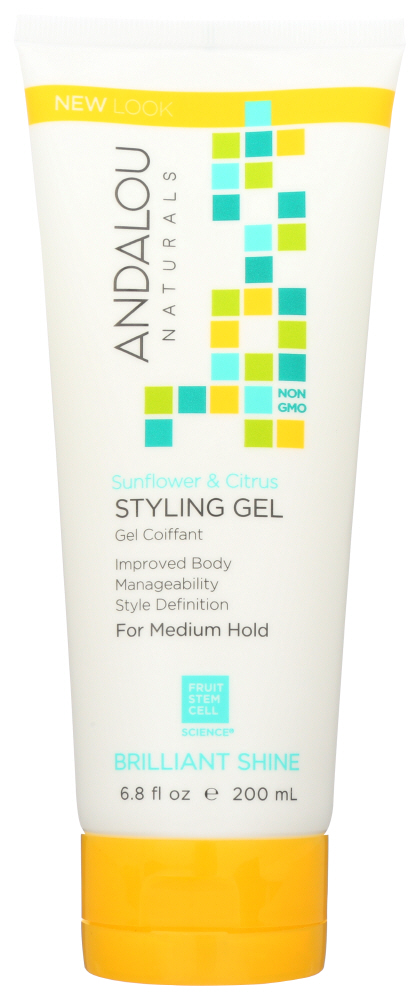 NEW LOOK
ANDALOU
NATURALS
NON
GMO
Sunflower & Citrus
STYLING GEL
Gel Coiffant
Improved Body
Manageability
Style Definition
For Medium Hold
FRUIT
STEM
CELL
SCIENCE®
BRILLIANT SHINE
6.8 fl oz ℮ 200 mL